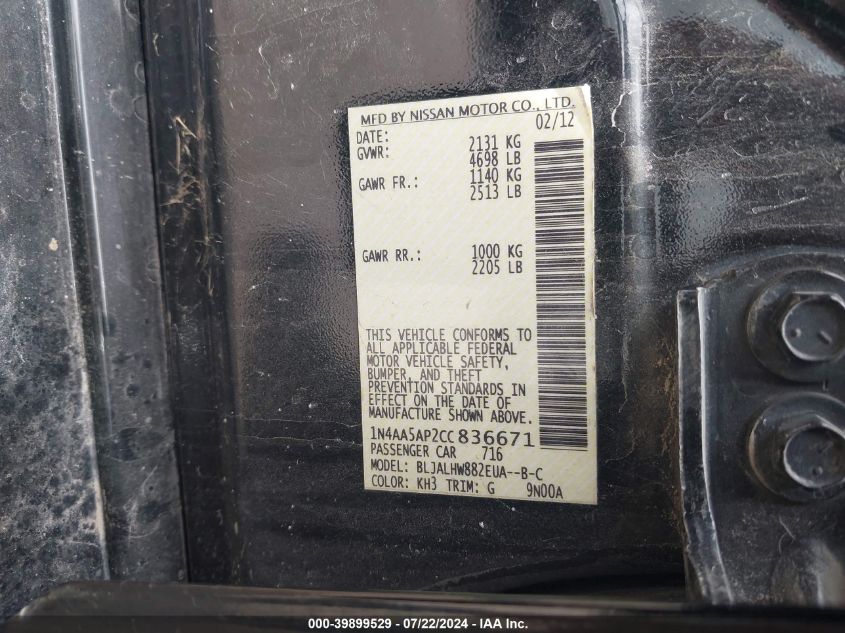 MFD BY NISSAN MOTOR CO., LTD.
DATE: 02/12
GVWR: 2131 KG
4698 LB
GAWR FR.: 1140 KG
2513 LB
GAWR RR.: 1000 KG
2205 LB
THIS VEHICLE CONFORMS TO
ALL APPLICABLE FEDERAL
MOTOR VEHICLE SAFETY,
BUMPER, AND THEFT
PREVENTION STANDARDS IN
EFFECT ON THE DATE OF
MANUFACTURE SHOWN ABOVE.
1N4AA5AP2CC836671
PASSENGER CAR 716
MODEL: BLJALHW882EUA--B-C
COLOR: KH3 TRIM: G 9N00A
000-39899529 - 07/22/2024 - IAA Inc.